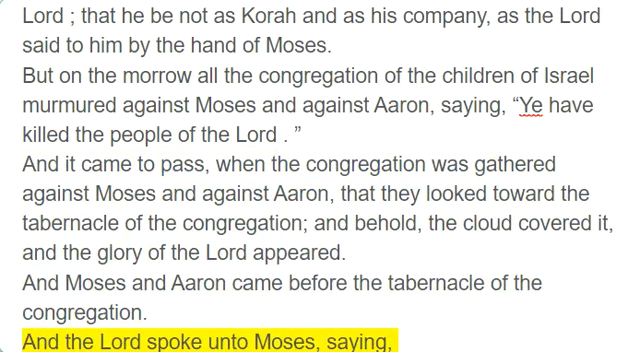 Lord ; that he be not as Korah and as his company, as the Lord
said to him by the hand of Moses.
But on the morrow all the congregation of the children of Israel
murmured against Moses and against Aaron, saying, “Ye have
killed the people of the Lord . ”
And it came to pass, when the congregation was gathered
against Moses and against Aaron, that they looked toward the
tabernacle of the congregation; and behold, the cloud covered it,
and the glory of the Lord appeared.
And Moses and Aaron came before the tabernacle of the
congregation.
And the Lord spoke unto Moses, saying,